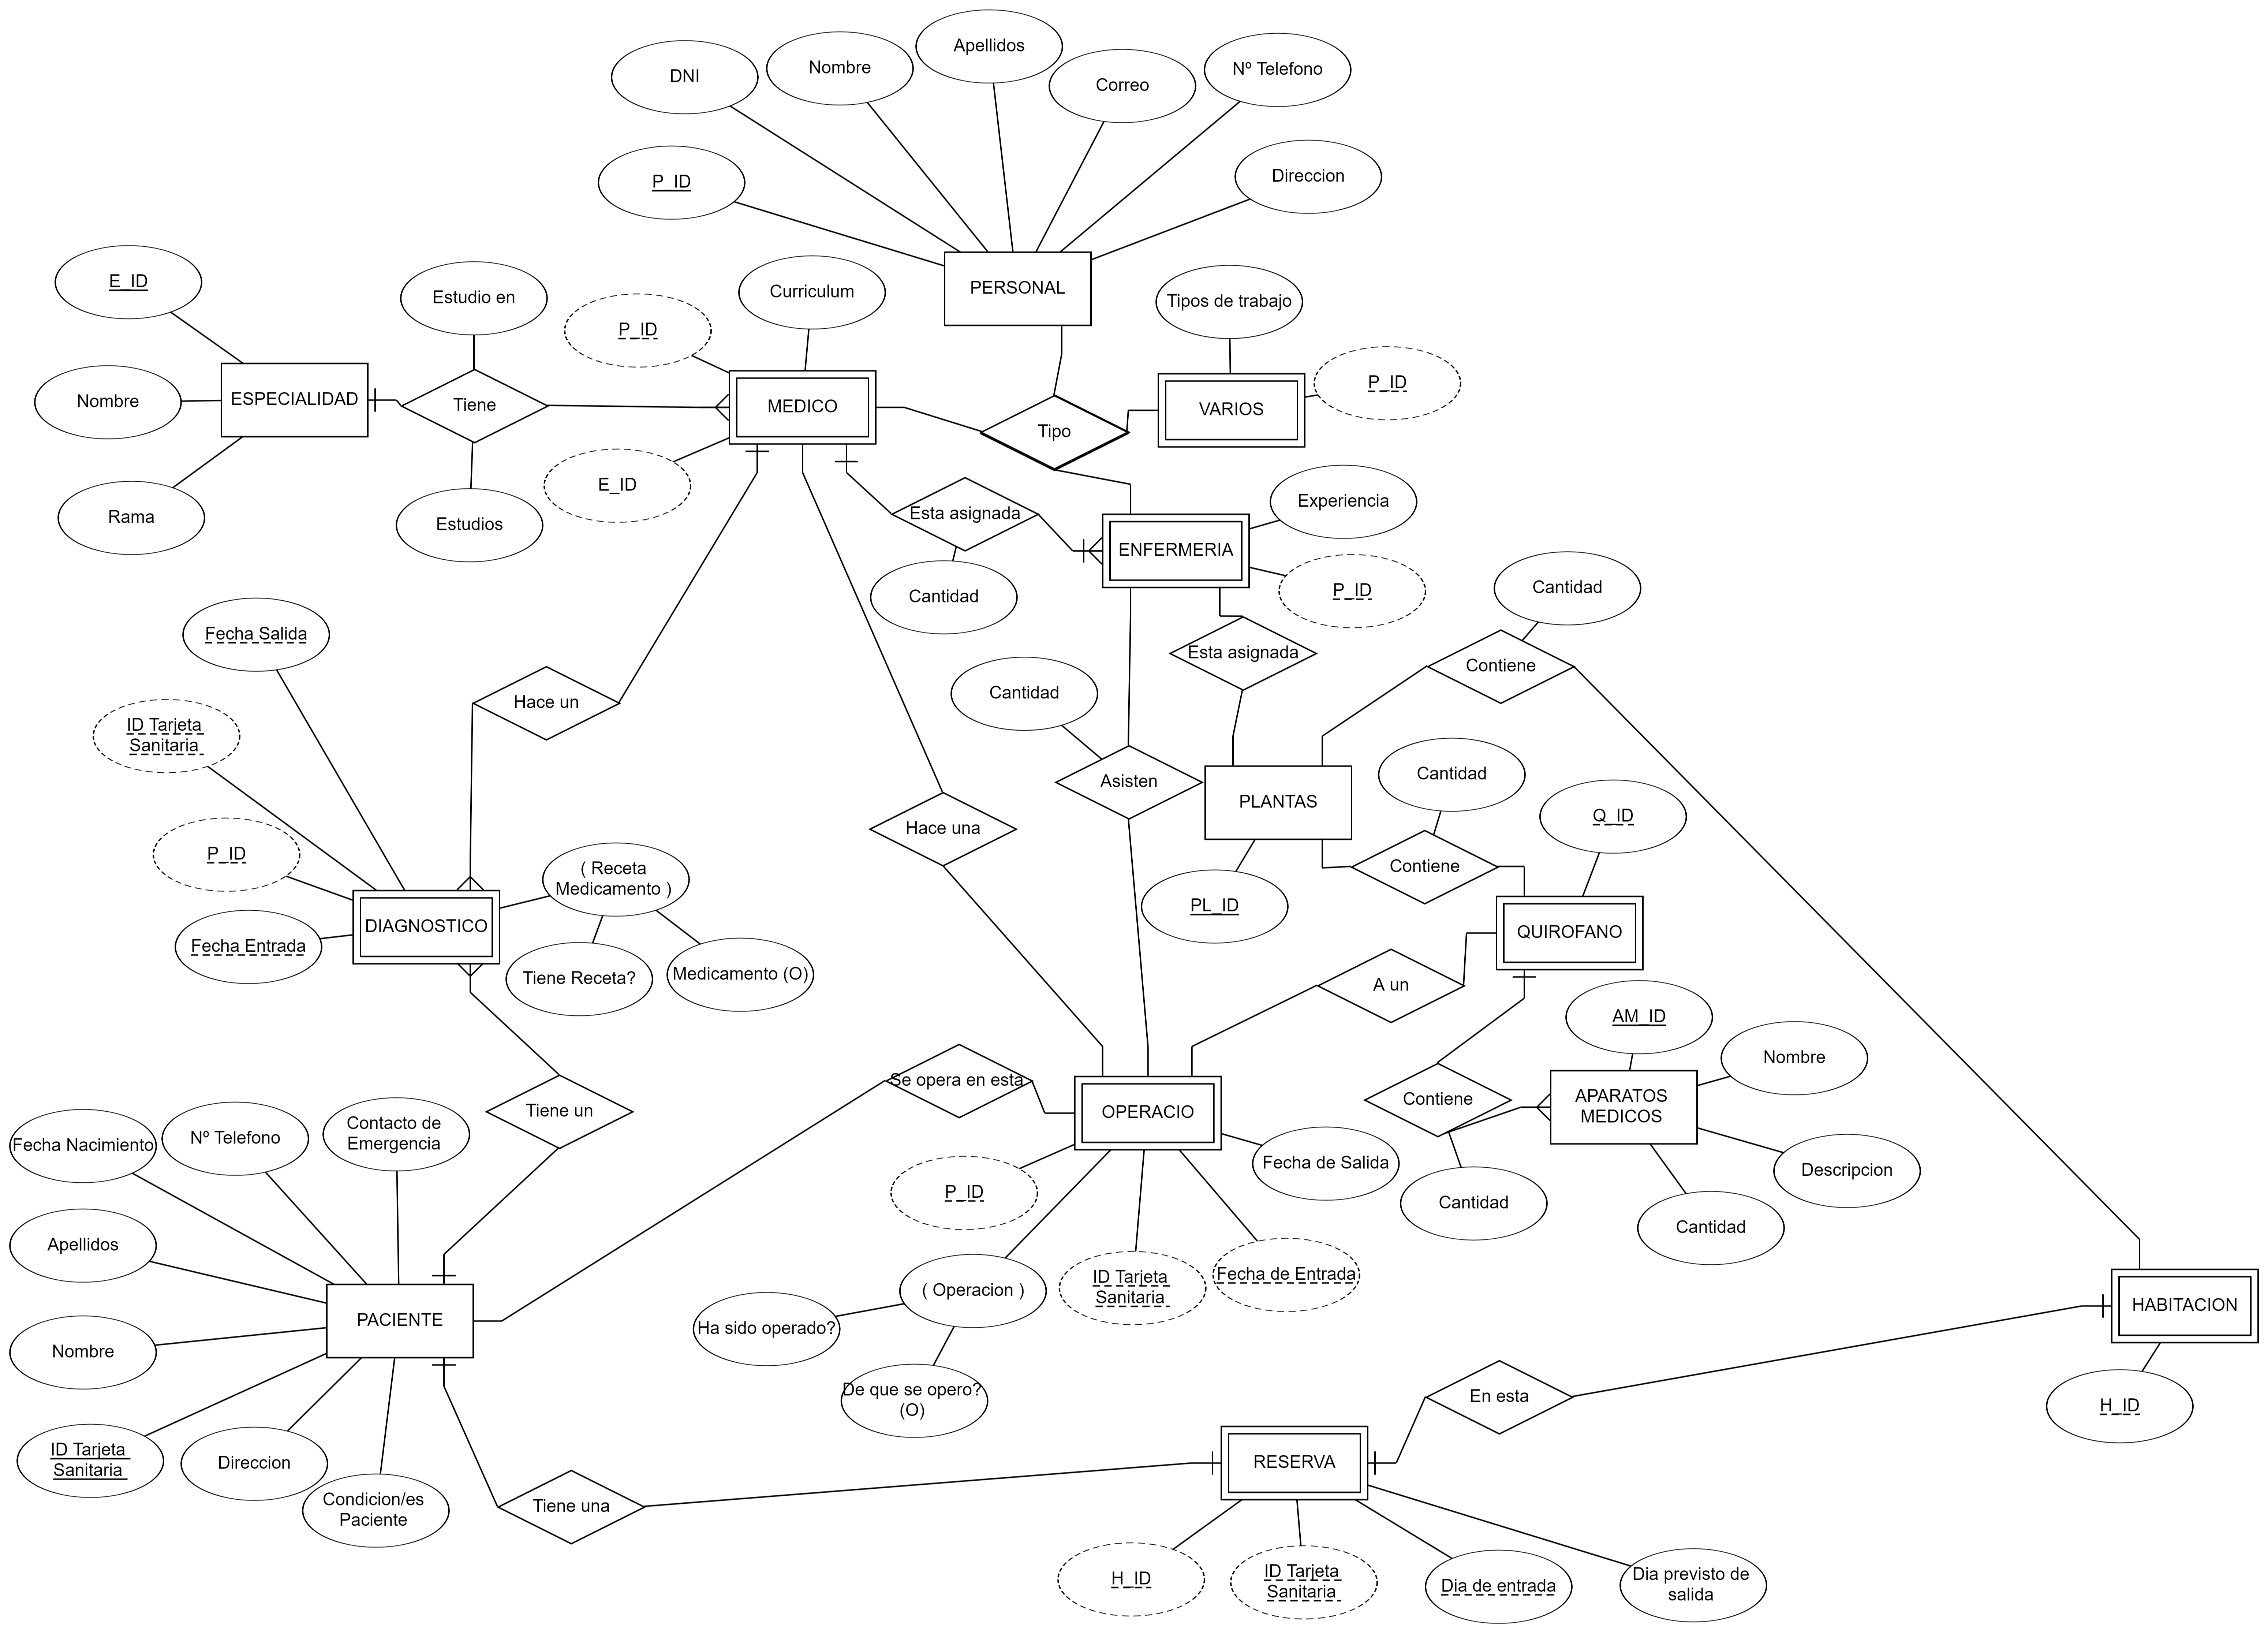 Apellidos
Nombre
Nº Telefono
DNI
Correo
P_ID
Direccion
PERSONAL
E_ID
Estudio en
Curriculum
Tipos de trabajo
P_ID
P_ID
Nombre
ESPECIALIDAD
Tiene
MEDICO
VARIOS
Tipo
E_ID
Rama
Estudios
Esta asignada
Experiencia
ENFERMERIA
Cantidad
P_ID
Cantidad
Fecha Salida
Esta asignada
Contiene
Hace un
Cantidad
ID Tarjeta
Sanitaria
Asisten
Cantidad
PLANTAS
Q_ID
Hace una
P_ID
( Receta
Medicamento )
Contiene
PL_ID
DIAGNOSTICO
QUIROFANO
Fecha Entrada
Tiene Receta?
Medicamento (O)
A un
AM_ID
Nombre
Se opera en esta
Tiene un
OPERACIO
Contiene
APARATOS
MEDICOS
Fecha Nacimiento
Nº Telefono
Contacto de
Emergencia
Fecha de Salida
Descripcion
P_ID
Cantidad
Cantidad
Apellidos
( Operacion )
ID Tarjeta
Sanitaria
Fecha de Entrada
HABITACION
Ha sido operado?
PACIENTE
Nombre
De que se opero?
(O)
En esta
H_ID
ID Tarjeta
Sanitaria
Direccion
Condicion/es
Paciente
Tiene una
RESERVA
H_ID
ID Tarjeta
Sanitaria
Dia de entrada
Dia previsto de
salida